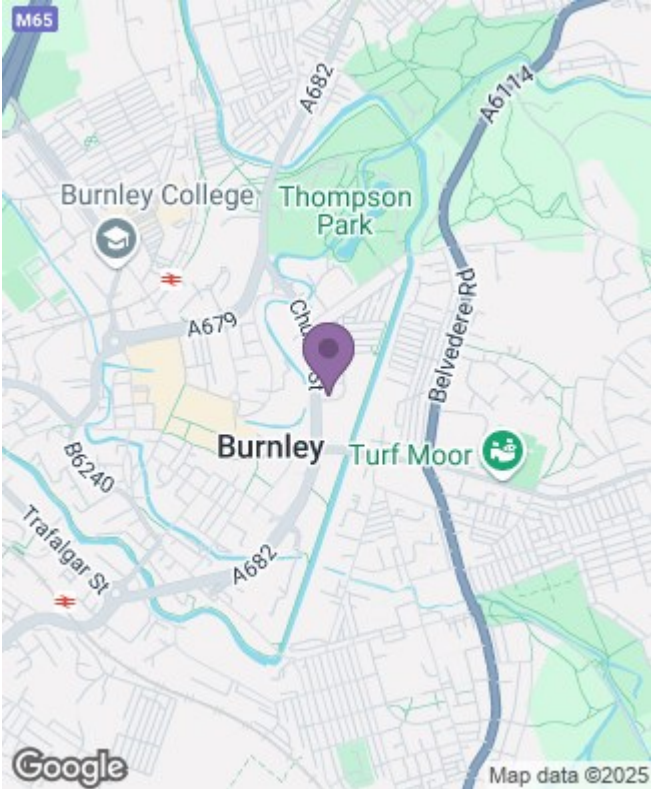 M65
A682
A6114
Burnley College
Thompson
Park
A679
Church St
Belvedere Rd
Burnley
Turf Moor
B6240
Trafalgar St
A682
Google
Map data ©2025